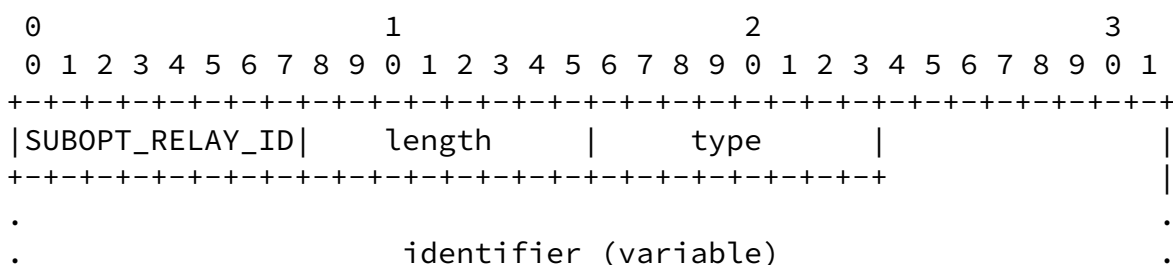 0                   1                   2                   3
 0 1 2 3 4 5 6 7 8 9 0 1 2 3 4 5 6 7 8 9 0 1 2 3 4 5 6 7 8 9 0 1
+-+-+-+-+-+-+-+-+-+-+-+-+-+-+-+-+-+-+-+-+-+-+-+-+-+-+-+-+-+-+-+-+
|SUBOPT_RELAY_ID|    length     |     type      |               |
+-+-+-+-+-+-+-+-+-+-+-+-+-+-+-+-+-+-+-+-+-+-+-+-+               |
.                                                               .
.                     identifier (variable)                     .